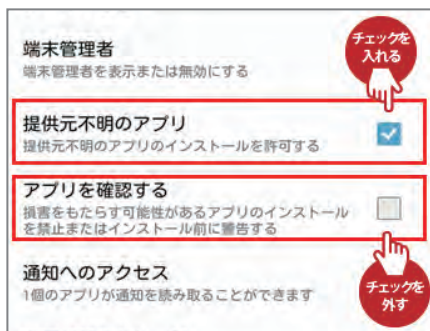 端末管理者
端末管理者を表示または無効にする
チェックを
入れる
提供元不明のアプリ
提供元不明のアプリのインストールを許可する
アプリを確認する
損害をもたらす可能性があるアプリのインストール
を禁止またはインストール前に警告する
通知へのアクセス
1個のアプリが通知を読み取ることができます
チェックを
外す